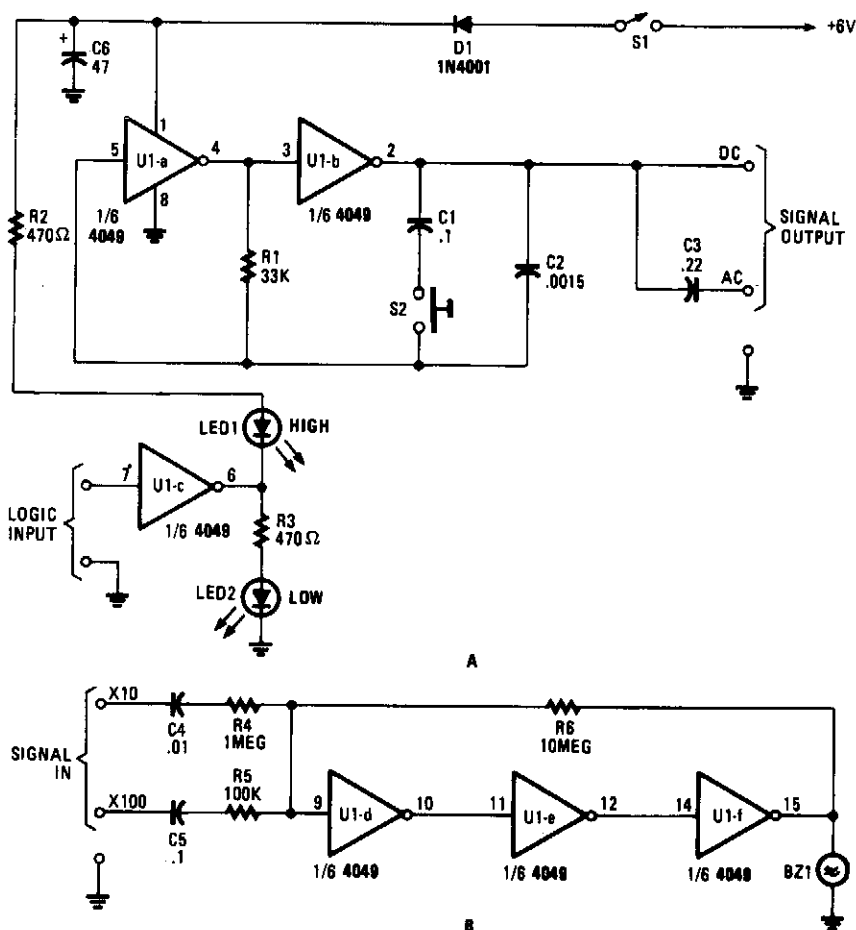 +6V
S1
D1
1N4001
+
C6
47
1
5
U1-a
4
8
1/6
4049
3
U1-b
2
1/6 4049
R2
470Ω
R1
33K
C1
.1
S2
C2
.0015
C3
.22
DC
AC
SIGNAL
OUTPUT
LED1
HIGH
7
U1-c
6
1/6 4049
LOGIC
INPUT
R3
470Ω
LED2
LOW
A
X10
C4
.01
R4
1MEG
R6
10MEG
SIGNAL
IN
X100
C5
.1
R5
100K
9
U1-d
10
1/6 4049
11
U1-e
12
1/6 4049
14
U1-f
15
1/6 4049
BZ1
B